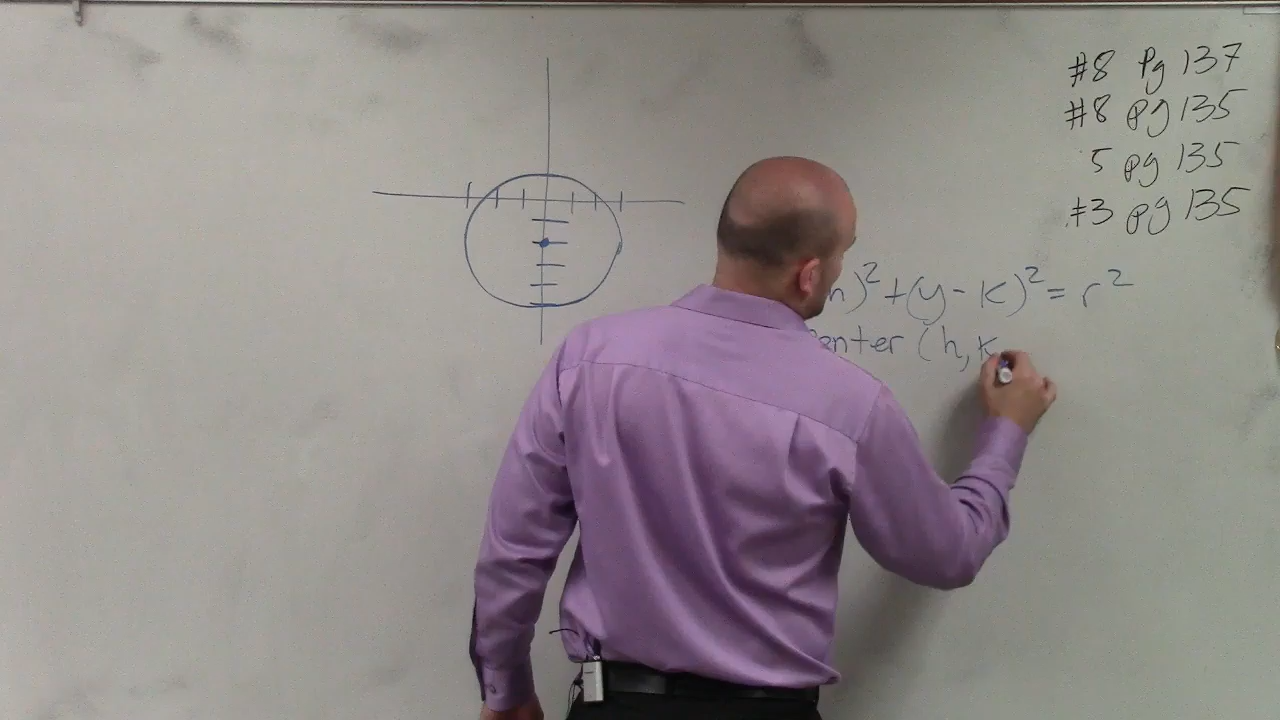 #8 Pg 137
#8 pg 135
5 pg 135
#3 pg 135
h)²+(y-k)²=r²
enter (h,k